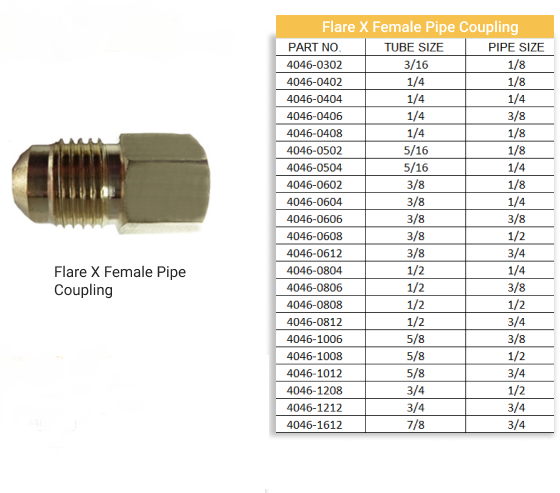 Flare X Female Pipe Coupling
PART NO. TUBE SIZE PIPE SIZE
4046-0302 3/16 1/8
4046-0402 1/4 1/8
4046-0404 1/4 1/4
4046-0406 1/4 3/8
4046-0408 1/4 1/8
4046-0502 5/16 1/8
4046-0504 5/16 1/4
4046-0602 3/8 1/8
4046-0604 3/8 1/4
4046-0606 3/8 3/8
4046-0608 3/8 1/2
4046-0612 3/8 3/4
4046-0804 1/2 1/4
4046-0806 1/2 3/8
4046-0808 1/2 1/2
4046-0812 1/2 3/4
4046-1006 5/8 3/8
4046-1008 5/8 1/2
4046-1012 5/8 3/4
4046-1208 3/4 1/2
4046-1212 3/4 3/4
4046-1612 7/8 3/4
Flare X Female Pipe
Coupling